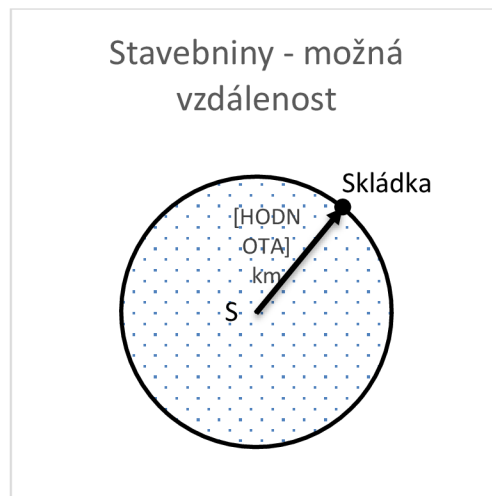 Stavebniny - možná
vzdálenost
Skládka
[HODN
OTA]
km
S